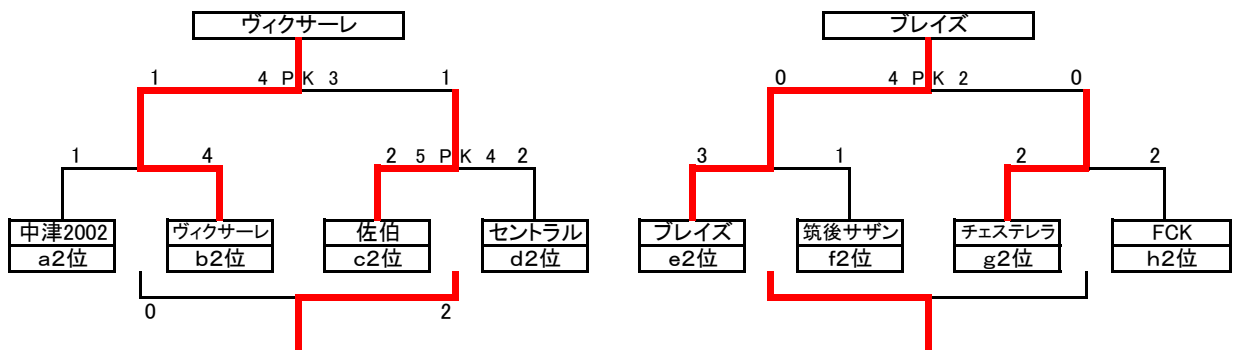 ヴィクサーレ ブレイズ
1 4 P K 3 1 0 4 P K 2 0
1 4 2 5 P K 4 2 3 1 2 2
中津2002 ヴィクサーレ 佐伯 セントラル ブレイズ 筑後サザン チェステレラ FCK
a2位 b2位 c2位 d2位 e2位 f2位 g2位 h2位
0 2